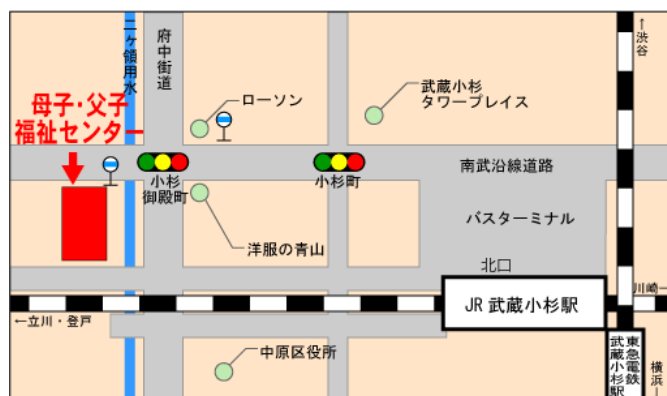 二ヶ領用水
府中街道
ローソン
武蔵小杉
タワープレイス
←渋谷
母子・父子
福祉センター
小杉
御殿町
小杉町
南武沿線道路
洋服の青山
バスターミナル
北口
JR 武蔵小杉駅
川崎→
←立川・登戸
中原区役所
東急電鉄
武蔵小杉駅
横浜→